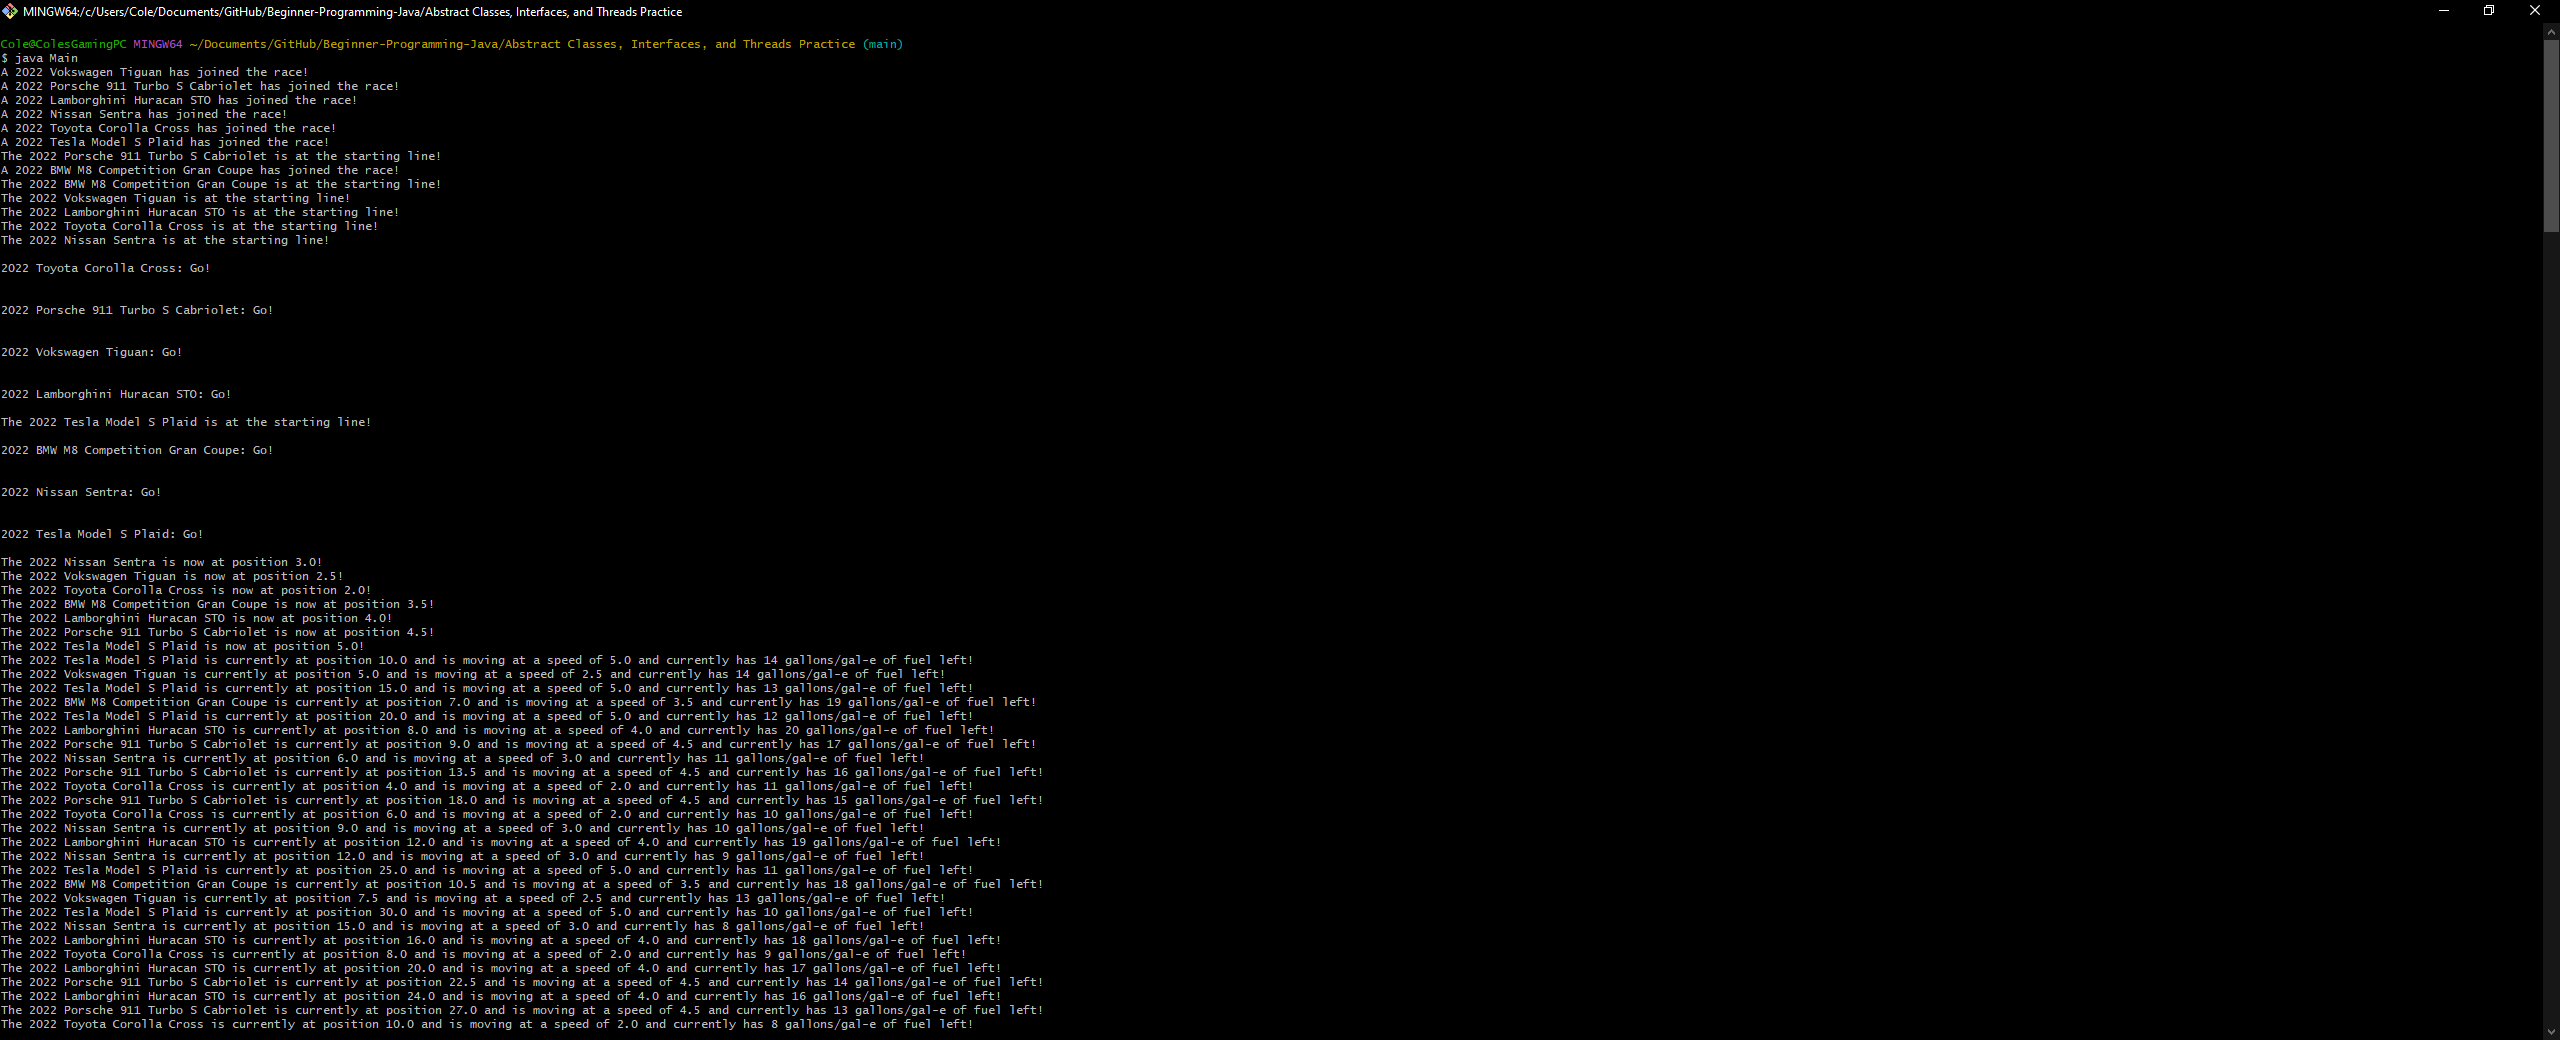 MINGW64:/c/Users/Cole/Documents/GitHub/Beginner-Programming-Java/Abstract Classes, Interfaces, and Threads Practice
Cole@ColesGamingPC MINGW64 ~/Documents/GitHub/Beginner-Programming-Java/Abstract Classes, Interfaces, and Threads Practice (main)
$ java Main
A 2022 Vokswagen Tiguan has joined the race!
A 2022 Porsche 911 Turbo S Cabriolet has joined the race!
A 2022 Lamborghini Huracan STO has joined the race!
A 2022 Nissan Sentra has joined the race!
A 2022 Toyota Corolla Cross has joined the race!
A 2022 Tesla Model S Plaid has joined the race!
The 2022 Porsche 911 Turbo S Cabriolet is at the starting line!
A 2022 BMW M8 Competition Gran Coupe has joined the race!
The 2022 BMW M8 Competition Gran Coupe is at the starting line!
The 2022 Vokswagen Tiguan is at the starting line!
The 2022 Lamborghini Huracan STO is at the starting line!
The 2022 Toyota Corolla Cross is at the starting line!
The 2022 Nissan Sentra is at the starting line!
2022 Toyota Corolla Cross: Go!
2022 Porsche 911 Turbo S Cabriolet: Go!
2022 Vokswagen Tiguan: Go!
2022 Lamborghini Huracan STO: Go!
The 2022 Tesla Model S Plaid is at the starting line!
2022 BMW M8 Competition Gran Coupe: Go!
2022 Nissan Sentra: Go!
2022 Tesla Model S Plaid: Go!
The 2022 Nissan Sentra is now at position 3.0!
The 2022 Vokswagen Tiguan is now at position 2.5!
The 2022 Toyota Corolla Cross is now at position 2.0!
The 2022 BMW M8 Competition Gran Coupe is now at position 3.5!
The 2022 Lamborghini Huracan STO is now at position 4.0!
The 2022 Porsche 911 Turbo S Cabriolet is now at position 4.5!
The 2022 Tesla Model S Plaid is now at position 5.0!
The 2022 Tesla Model S Plaid is currently at position 10.0 and is moving at a speed of 5.0 and currently has 14 gallons/gal-e of fuel left!
The 2022 Vokswagen Tiguan is currently at position 5.0 and is moving at a speed of 2.5 and currently has 14 gallons/gal-e of fuel left!
The 2022 Tesla Model S Plaid is currently at position 15.0 and is moving at a speed of 5.0 and currently has 13 gallons/gal-e of fuel left!
The 2022 BMW M8 Competition Gran Coupe is currently at position 7.0 and is moving at a speed of 3.5 and currently has 19 gallons/gal-e of fuel left!
The 2022 Tesla Model S Plaid is currently at position 20.0 and is moving at a speed of 5.0 and currently has 12 gallons/gal-e of fuel left!
The 2022 Lamborghini Huracan STO is currently at position 8.0 and is moving at a speed of 4.0 and currently has 20 gallons/gal-e of fuel left!
The 2022 Porsche 911 Turbo S Cabriolet is currently at position 9.0 and is moving at a speed of 4.5 and currently has 17 gallons/gal-e of fuel left!
The 2022 Nissan Sentra is currently at position 6.0 and is moving at a speed of 3.0 and currently has 11 gallons/gal-e of fuel left!
The 2022 Porsche 911 Turbo S Cabriolet is currently at position 13.5 and is moving at a speed of 4.5 and currently has 16 gallons/gal-e of fuel left!
The 2022 Toyota Corolla Cross is currently at position 4.0 and is moving at a speed of 2.0 and currently has 11 gallons/gal-e of fuel left!
The 2022 Porsche 911 Turbo S Cabriolet is currently at position 18.0 and is moving at a speed of 4.5 and currently has 15 gallons/gal-e of fuel left!
The 2022 Toyota Corolla Cross is currently at position 6.0 and is moving at a speed of 2.0 and currently has 10 gallons/gal-e of fuel left!
The 2022 Nissan Sentra is currently at position 9.0 and is moving at a speed of 3.0 and currently has 10 gallons/gal-e of fuel left!
The 2022 Lamborghini Huracan STO is currently at position 12.0 and is moving at a speed of 4.0 and currently has 19 gallons/gal-e of fuel left!
The 2022 Nissan Sentra is currently at position 12.0 and is moving at a speed of 3.0 and currently has 9 gallons/gal-e of fuel left!
The 2022 Tesla Model S Plaid is currently at position 25.0 and is moving at a speed of 5.0 and currently has 11 gallons/gal-e of fuel left!
The 2022 BMW M8 Competition Gran Coupe is currently at position 10.5 and is moving at a speed of 3.5 and currently has 18 gallons/gal-e of fuel left!
The 2022 Vokswagen Tiguan is currently at position 7.5 and is moving at a speed of 2.5 and currently has 13 gallons/gal-e of fuel left!
The 2022 Tesla Model S Plaid is currently at position 30.0 and is moving at a speed of 5.0 and currently has 10 gallons/gal-e of fuel left!
The 2022 Nissan Sentra is currently at position 15.0 and is moving at a speed of 3.0 and currently has 8 gallons/gal-e of fuel left!
The 2022 Lamborghini Huracan STO is currently at position 16.0 and is moving at a speed of 4.0 and currently has 18 gallons/gal-e of fuel left!
The 2022 Toyota Corolla Cross is currently at position 8.0 and is moving at a speed of 2.0 and currently has 9 gallons/gal-e of fuel left!
The 2022 Lamborghini Huracan STO is currently at position 20.0 and is moving at a speed of 4.0 and currently has 17 gallons/gal-e of fuel left!
The 2022 Porsche 911 Turbo S Cabriolet is currently at position 22.5 and is moving at a speed of 4.5 and currently has 14 gallons/gal-e of fuel left!
The 2022 Lamborghini Huracan STO is currently at position 24.0 and is moving at a speed of 4.0 and currently has 16 gallons/gal-e of fuel left!
The 2022 Porsche 911 Turbo S Cabriolet is currently at position 27.0 and is moving at a speed of 4.5 and currently has 13 gallons/gal-e of fuel left!
The 2022 Toyota Corolla Cross is currently at position 10.0 and is moving at a speed of 2.0 and currently has 8 gallons/gal-e of fuel left!